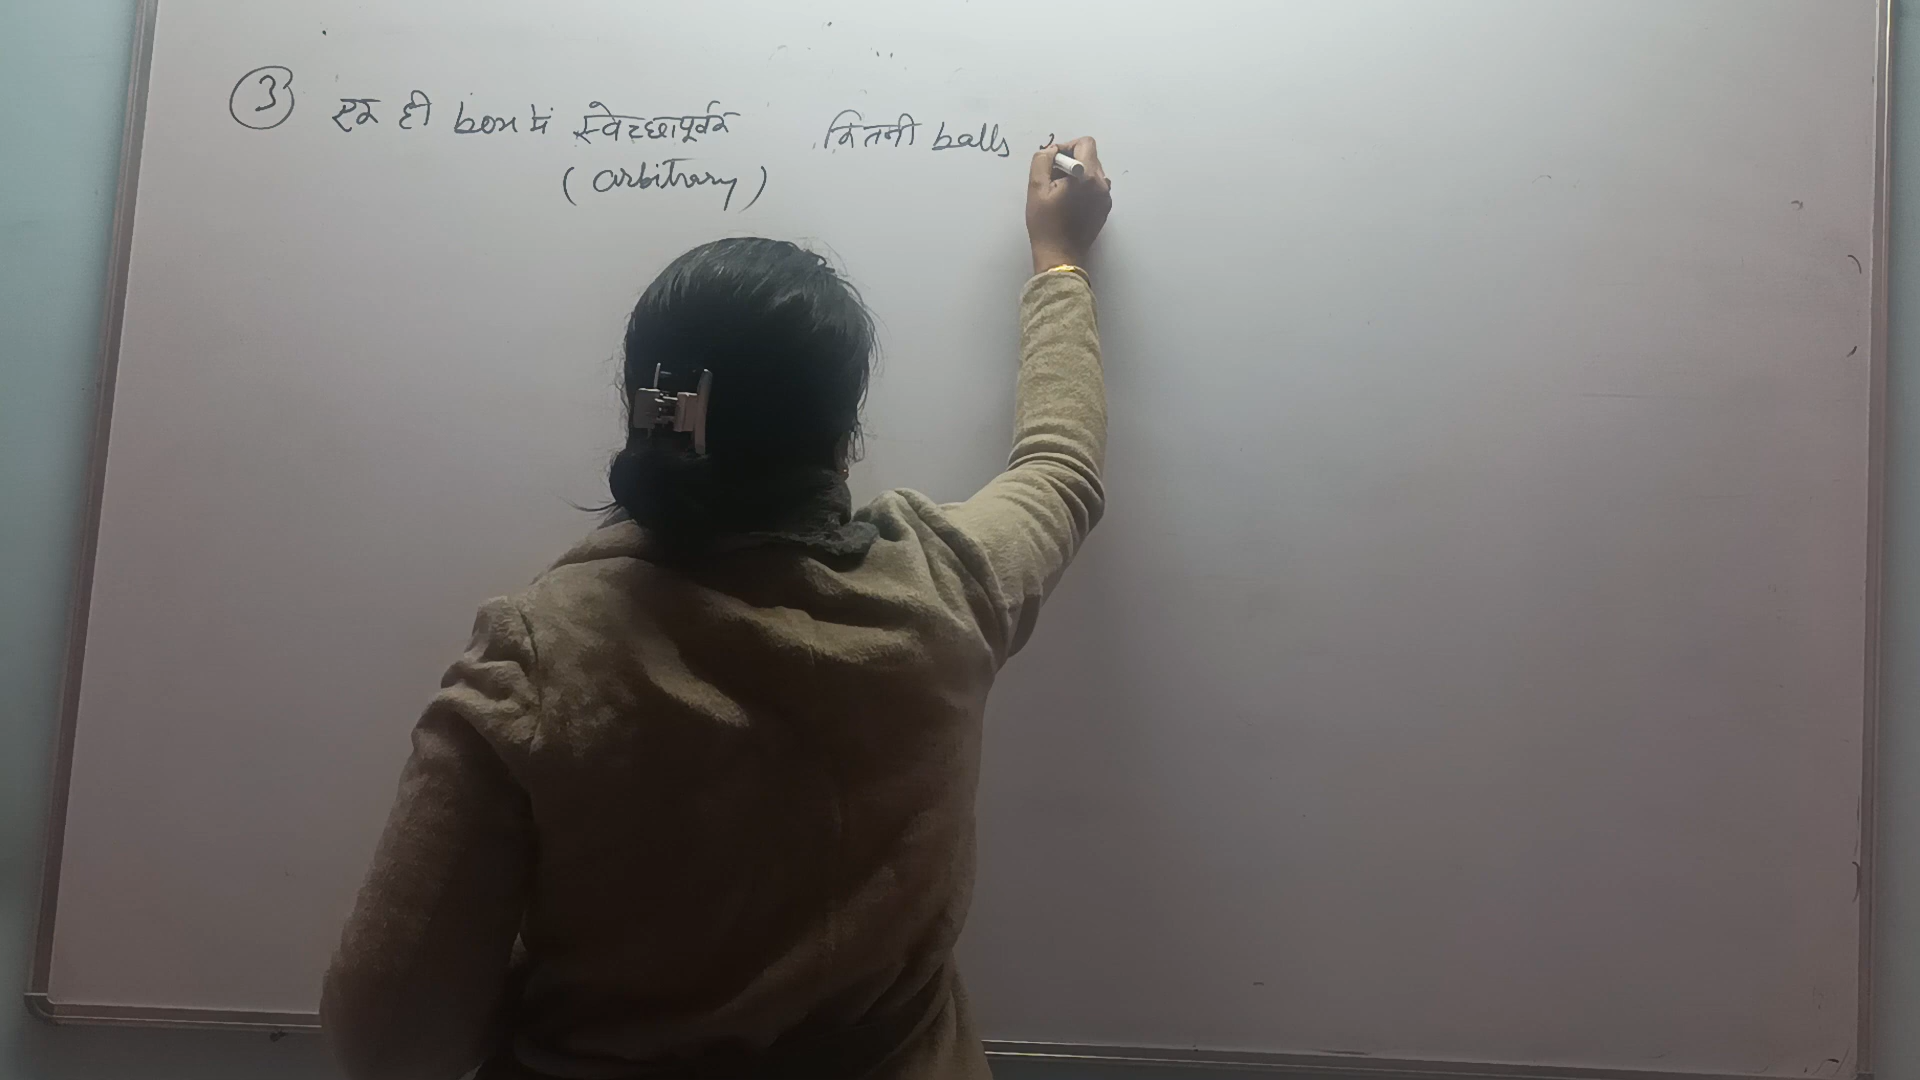 ③ एक ही box में स्वेच्छापूर्वक कितनी balls
(arbitrary)